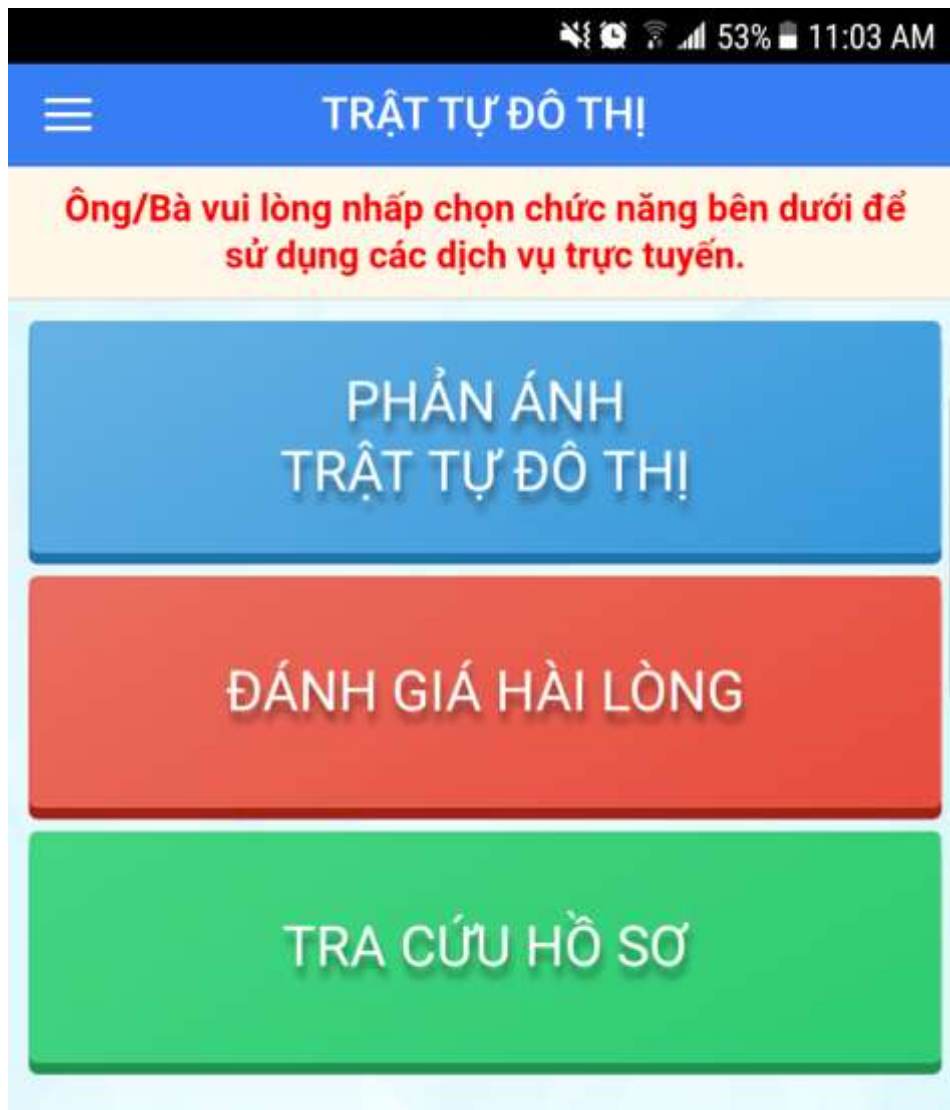 53% 11:03 AM
TRẬT TỰ ĐÔ THỊ
Ông/Bà vui lòng nhấp chọn chức năng bên dưới để
sử dụng các dịch vụ trực tuyến.
PHẢN ÁNH
TRẬT TỰ ĐÔ THỊ
ĐÁNH GIÁ HÀI LÒNG
TRA CỨU HỒ SƠ